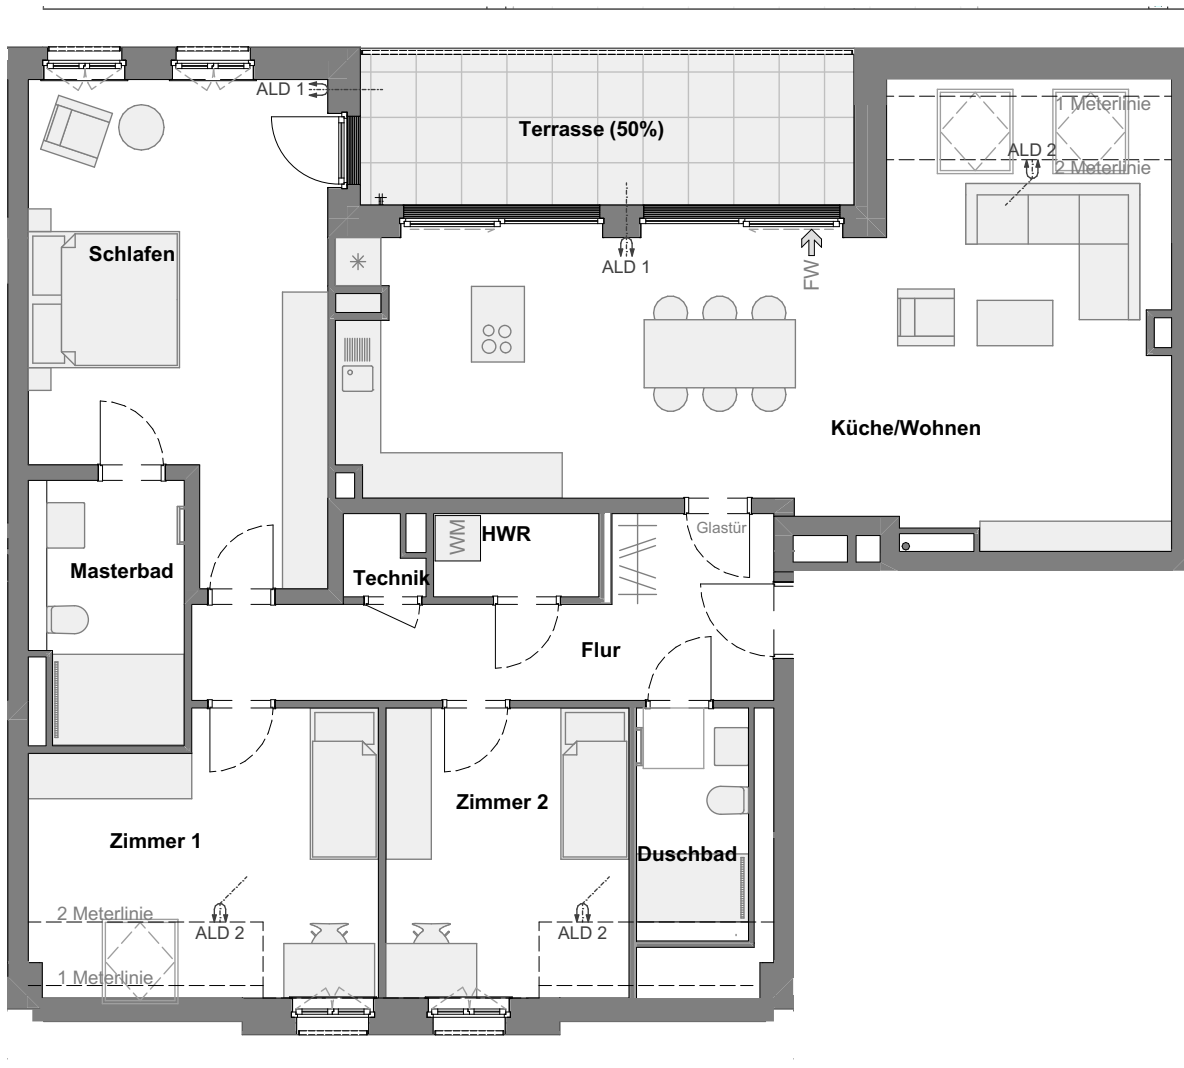 ALD 1
Terrasse (50%)
1 Meterlinie
ALD 2
2 Meterlinie
Schlafen
ALD 1
FW
Küche/Wohnen
WM
HWR
Glastür
Masterbad
Technik
Flur
Zimmer 1
Zimmer 2
Duschbad
2 Meterlinie
ALD 2
ALD 2
1 Meterlinie